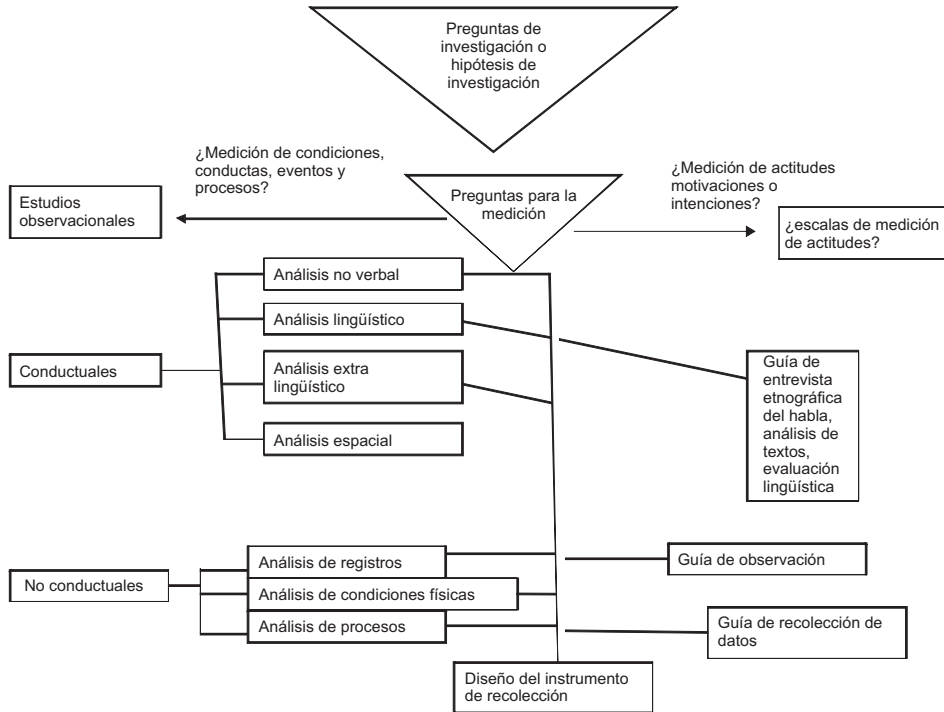 Preguntas de
investigación o
hipótesis de
investigación
¿Medición de condiciones,
conductas, eventos y
procesos?
Preguntas para la
medición
¿Medición de actitudes
motivaciones o
intenciones?
Estudios
observacionales
¿escalas de medición
de actitudes?
Análisis no verbal
Análisis lingüístico
Conductuales
Análisis extra
lingüístico
Análisis espacial
Guía de
entrevista
etnográfica
del habla,
análisis de
textos,
evaluación
lingüística
No conductuales
Análisis de registros
Análisis de condiciones físicas
Análisis de procesos
Guía de observación
Guía de recolección de
datos
Diseño del instrumento
de recolección